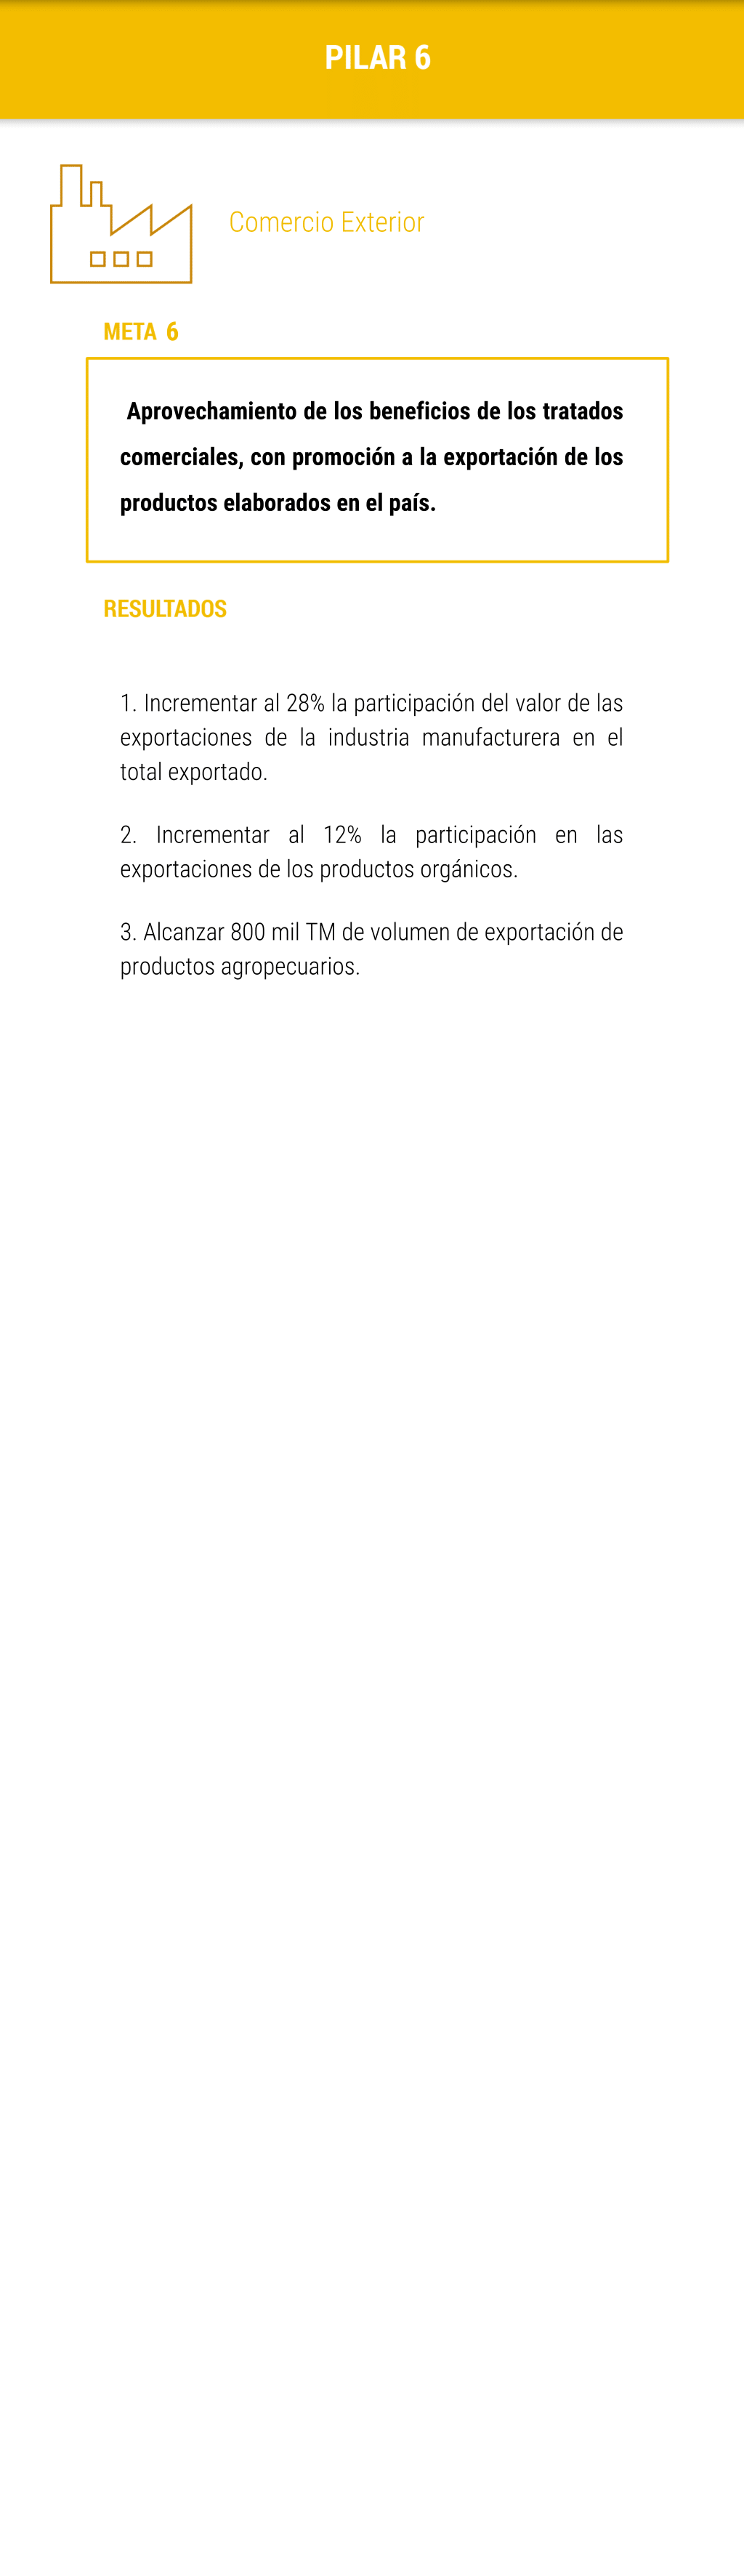 PILAR 6
Comercio Exterior
META 6
Aprovechamiento de los beneficios de los tratados
comerciales, con promoción a la exportación de los
productos elaborados en el país.
RESULTADOS
1. Incrementar al 28% la participación del valor de las
exportaciones de la industria manufacturera en el
total exportado.
2. Incrementar al 12% la participación en las
exportaciones de los productos orgánicos.
3. Alcanzar 800 mil TM de volumen de exportación de
productos agropecuarios.